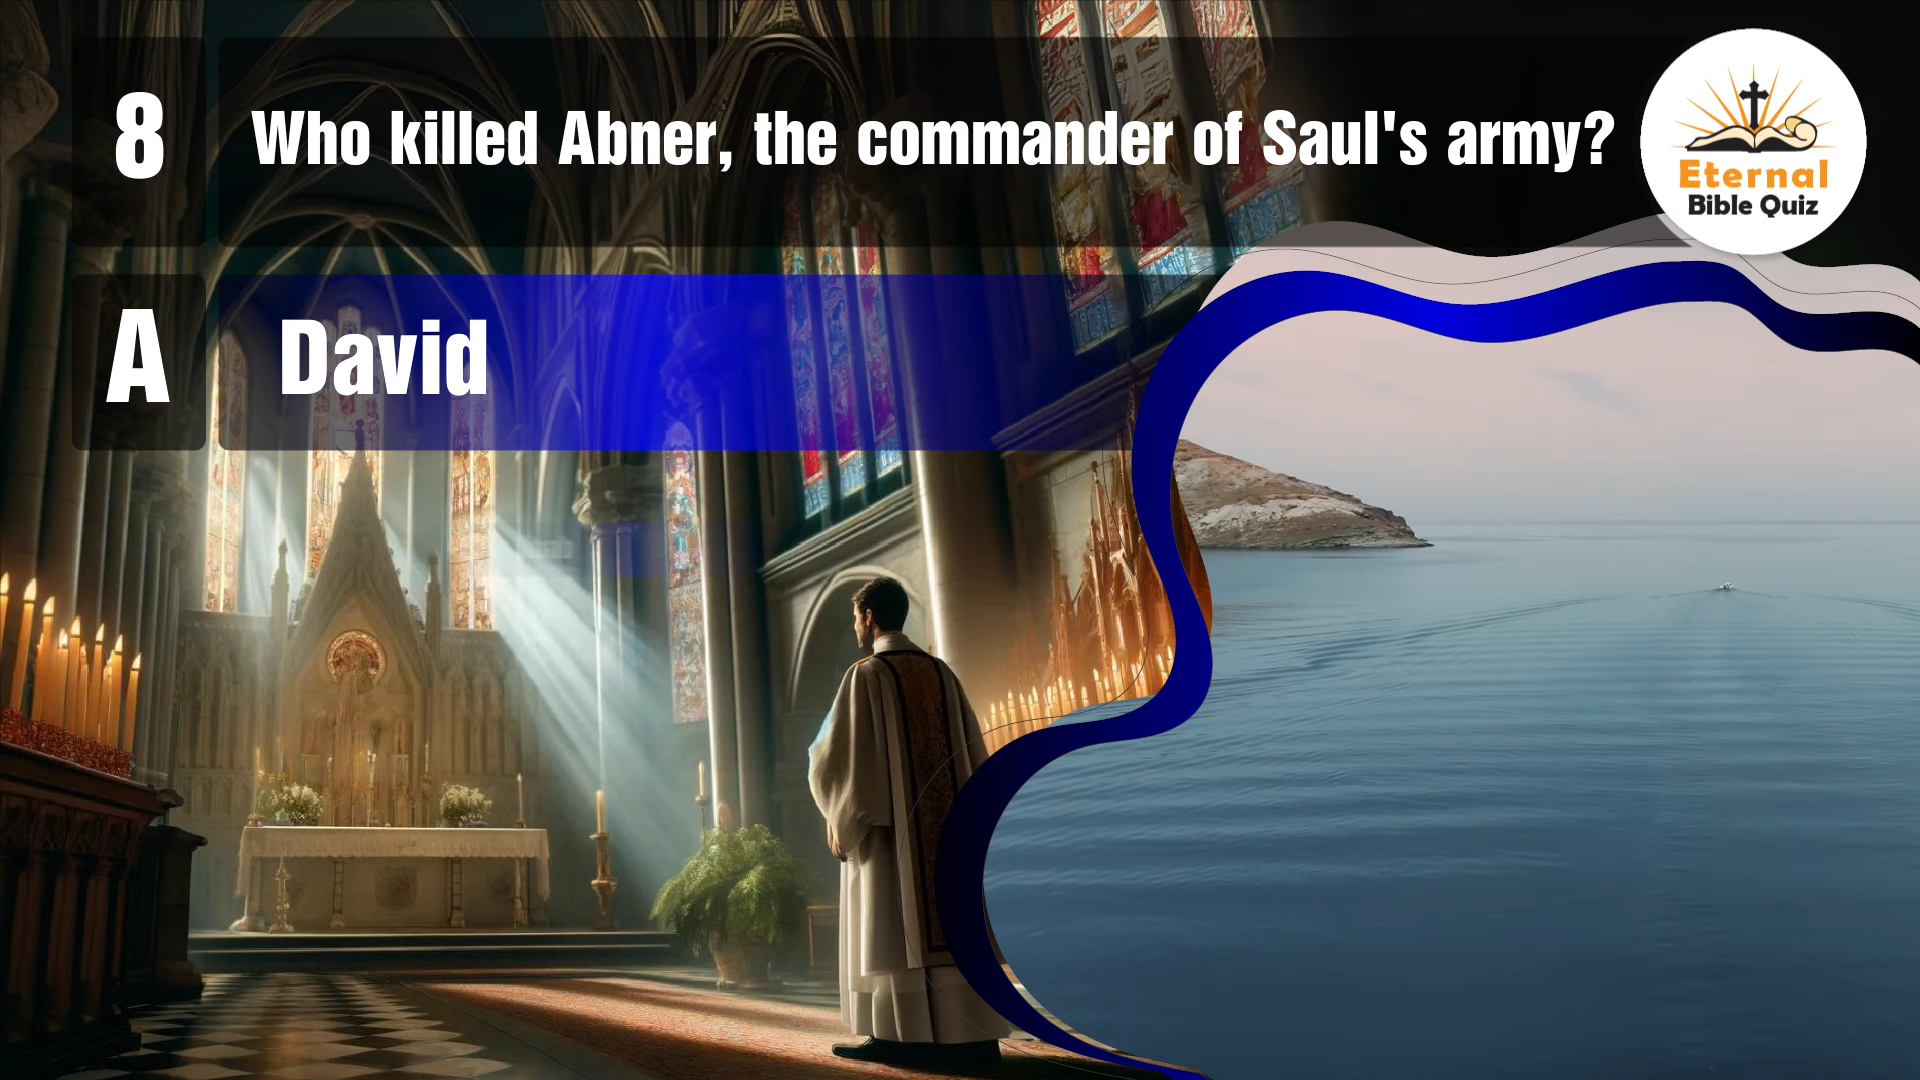 8
Who killed Abner, the commander of Saul's army?
Eternal
Bible Quiz
A
David